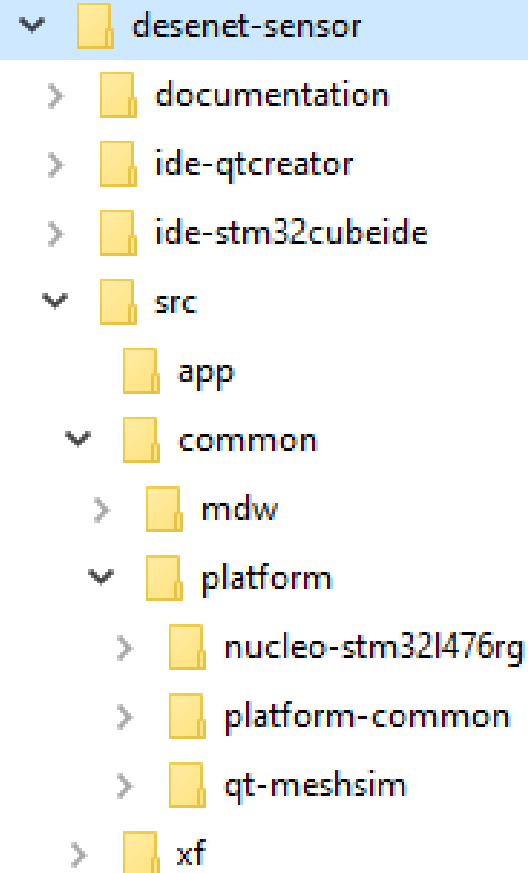 desenet-sensor
documentation
ide-qtcreator
ide-stm32cubeide
src
app
common
mdw
platform
nucleo-stm32l476rg
platform-common
qt-meshsim
xf